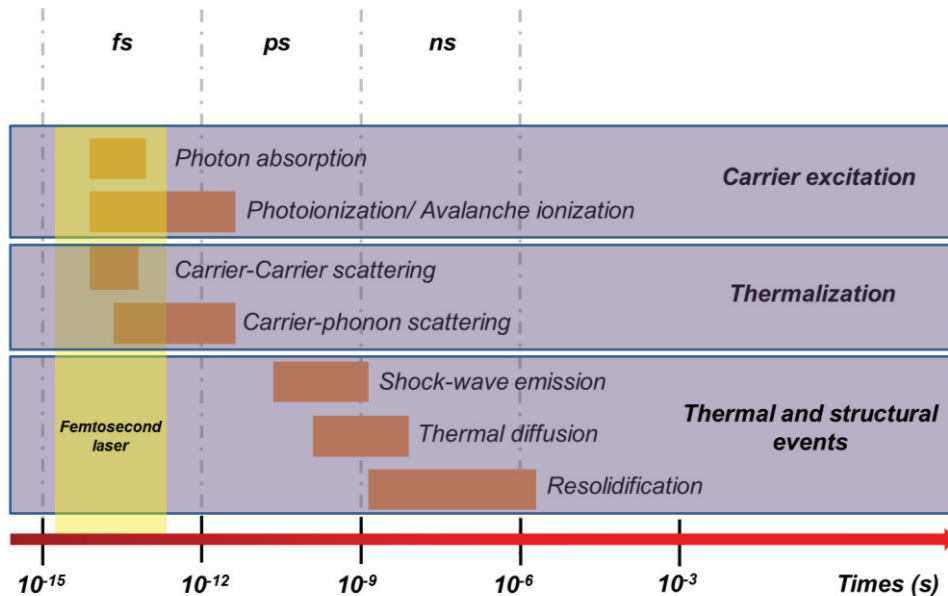 fs ps ns
Photon absorption
Carrier excitation
Photoionization/ Avalanche ionization
Carrier-Carrier scattering
Thermalization
Carrier-phonon scattering
Shock-wave emission
Thermal and structural
events
Femtosecond
laser
Thermal diffusion
Resolidification
10⁻¹⁵ 10⁻¹² 10⁻⁹ 10⁻⁶ 10⁻³ Times (s)